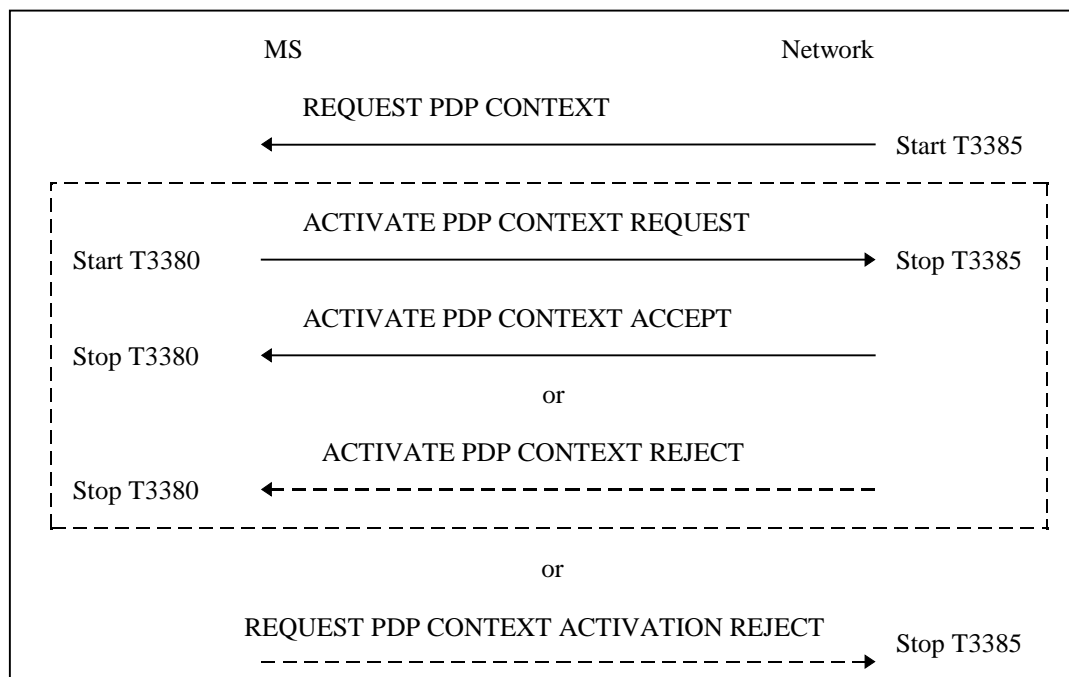 MS Network
REQUEST PDP CONTEXT
Start T3385
ACTIVATE PDP CONTEXT REQUEST
Start T3380 Stop T3385
ACTIVATE PDP CONTEXT ACCEPT
Stop T3380
or
ACTIVATE PDP CONTEXT REJECT
Stop T3380
or
REQUEST PDP CONTEXT ACTIVATION REJECT
Stop T3385